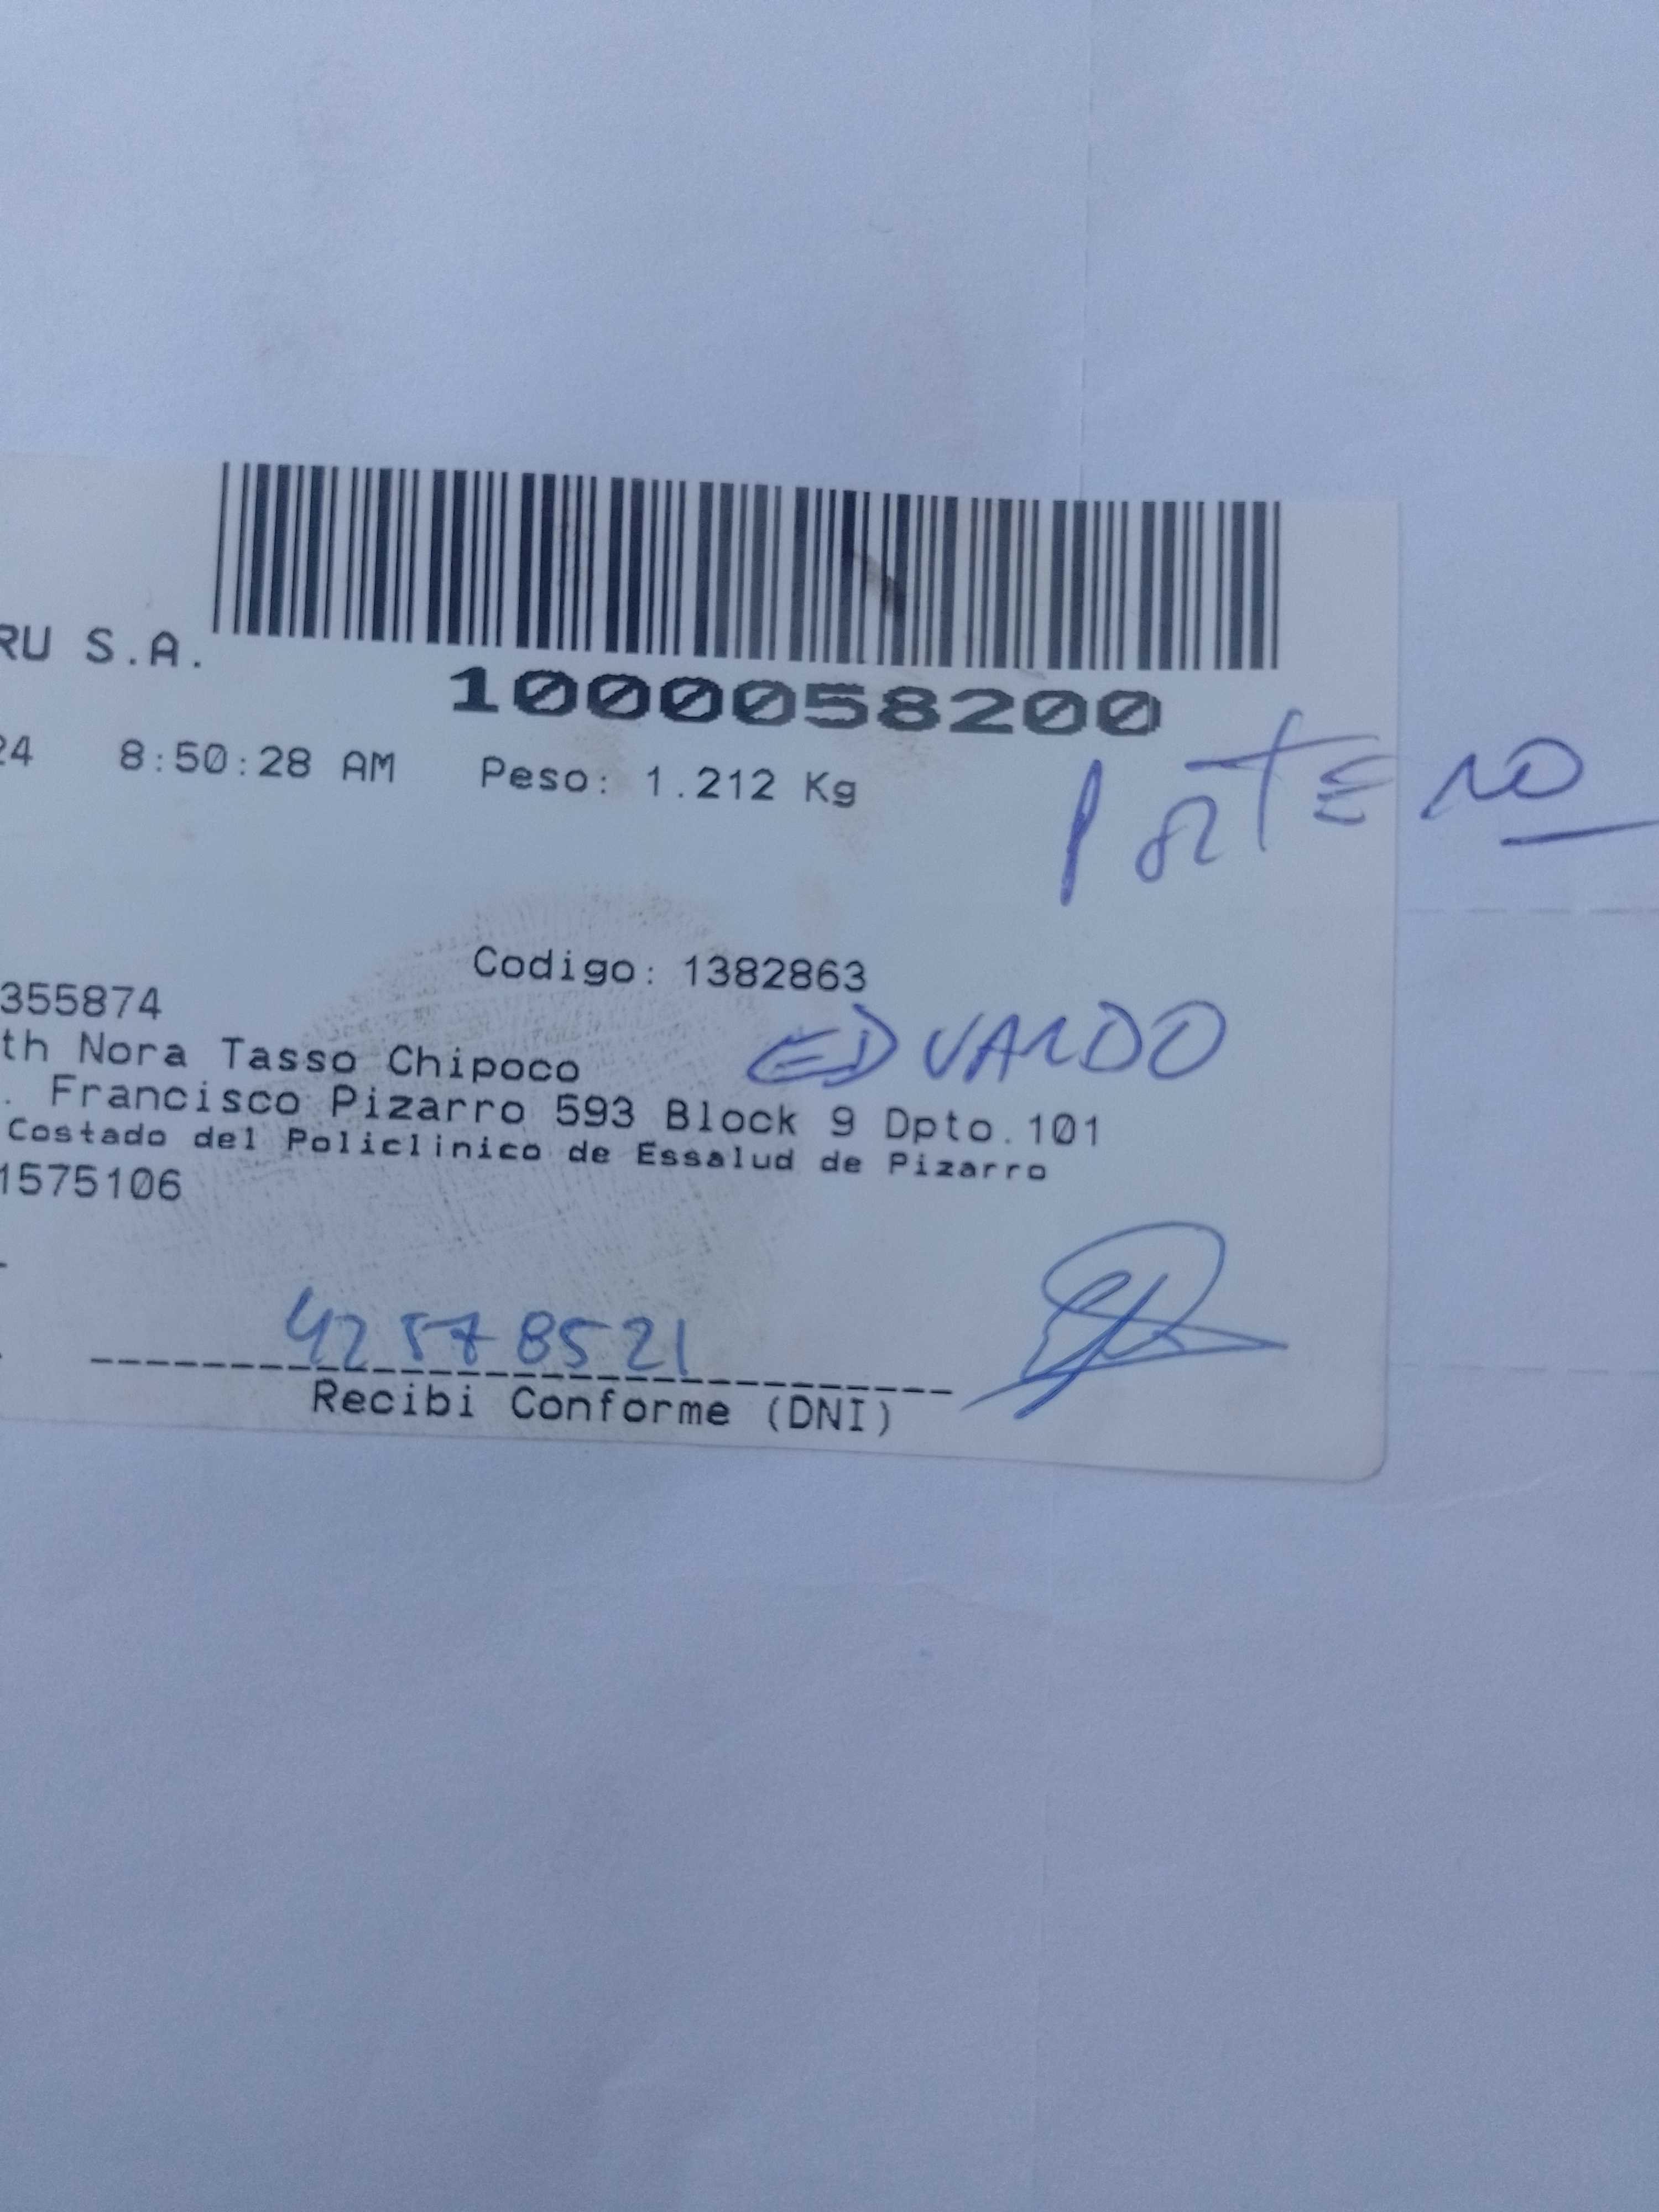 RU S.A.
1000058200
24 8:50:28 AM Peso: 1.212 Kg
PORTERO
Codigo: 1382863
355874
EDUARDO
th Nora Tasso Chipoco
. Francisco Pizarro 593 Block 9 Dpto.101
Costado del Policlinico de Essalud de Pizarro
1575106
42578521
Recibi Conforme (DNI)